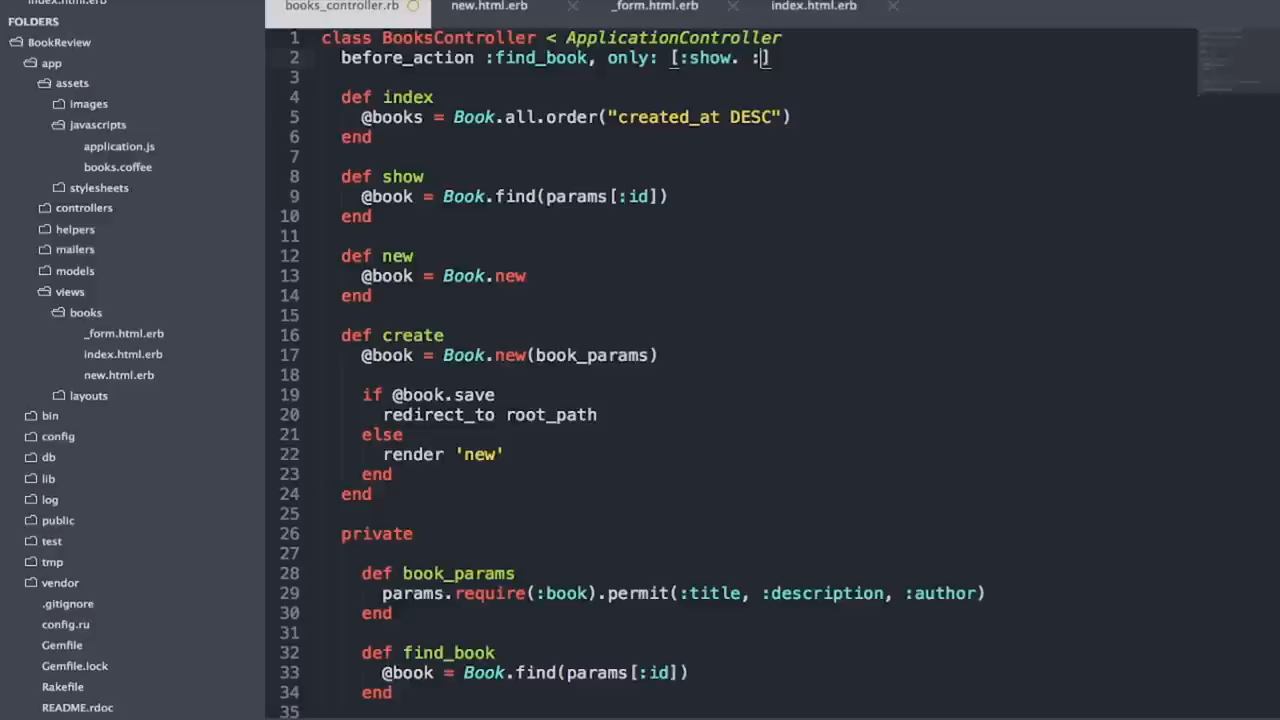 index.html.erb
books_controller.rb new.html.erb _form.html.erb index.html.erb
FOLDERS
BookReview
app
assets
images
javascripts
application.js
books.coffee
stylesheets
controllers
helpers
mailers
models
views
books
_form.html.erb
index.html.erb
new.html.erb
layouts
bin
config
db
lib
log
public
test
tmp
vendor
.gitignore
config.ru
Gemfile
Gemfile.lock
Rakefile
README.rdoc
1 class BooksController < ApplicationController
2 before_action :find_book, only: [:show. :]
3
4 def index
5 @books = Book.all.order("created_at DESC")
6 end
7
8 def show
9 @book = Book.find(params[:id])
10 end
11
12 def new
13 @book = Book.new
14 end
15
16 def create
17 @book = Book.new(book_params)
18
19 if @book.save
20 redirect_to root_path
21 else
22 render 'new'
23 end
24 end
25
26 private
27
28 def book_params
29 params.require(:book).permit(:title, :description, :author)
30 end
31
32 def find_book
33 @book = Book.find(params[:id])
34 end
35